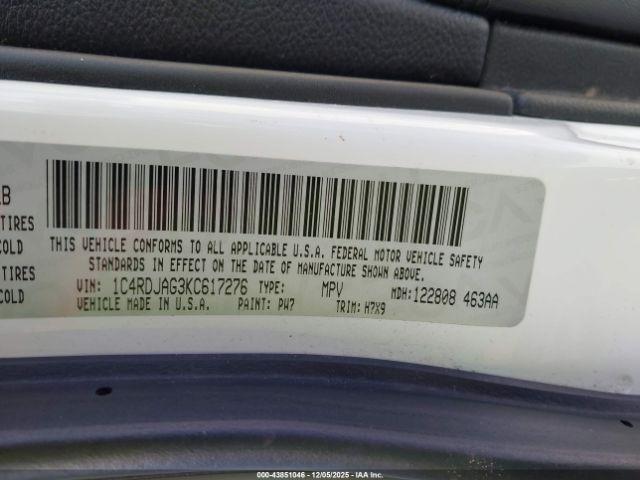 LB
TIRES
COLD
TIRES
COLD
THIS VEHICLE CONFORMS TO ALL APPLICABLE U.S.A. FEDERAL MOTOR VEHICLE SAFETY
STANDARDS IN EFFECT ON THE DATE OF MANUFACTURE SHOWN ABOVE.
VIN: 1C4RDJAG3KC617276 TYPE: MPV MDH:122808 463AA
VEHICLE MADE IN U.S.A. PAINT: PW7 TRIM: H7X9
000-43851046 - 12/05/2025 - IAA Inc.